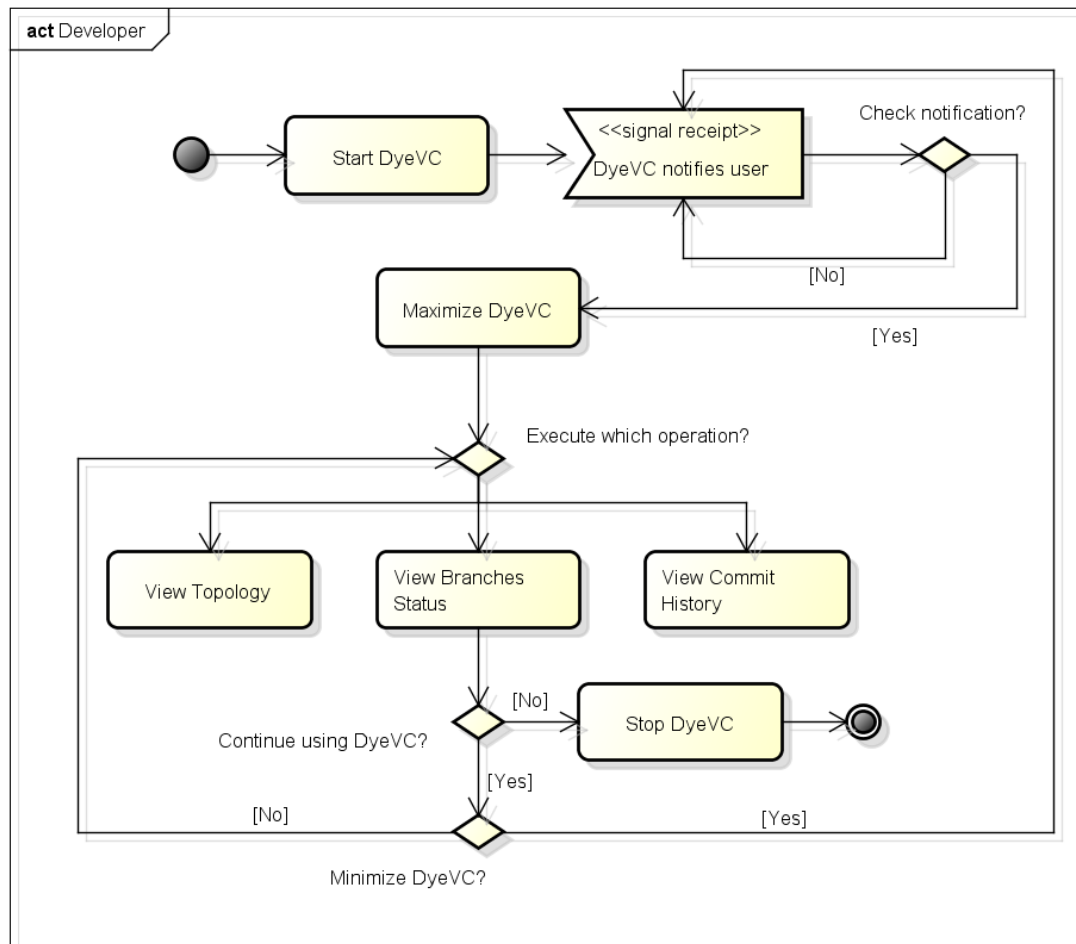 act Developer
Check notification?
<<signal receipt>>
Start DyeVC
DyeVC notifies user
[No]
Maximize DyeVC
[Yes]
Execute which operation?
View Topology
View Branches
Status
View Commit
History
[No]
Stop DyeVC
Continue using DyeVC?
[Yes]
[No]
[Yes]
Minimize DyeVC?